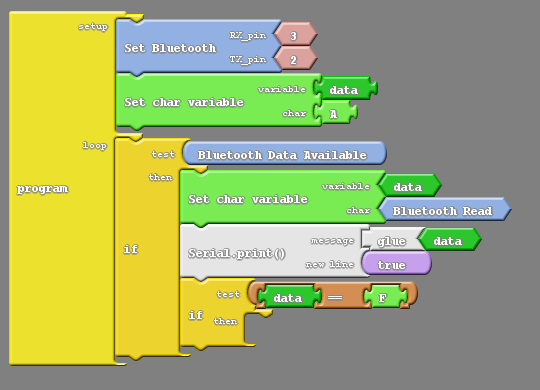 setup
Set Bluetooth
RX_pin 3
TX_pin 2
Set char variable
variable data
char A
loop
program
if
test Bluetooth Data Available
then
Set char variable
variable data
char Bluetooth Read
Serial.print()
message glue data
new line true
if
test data == F
then